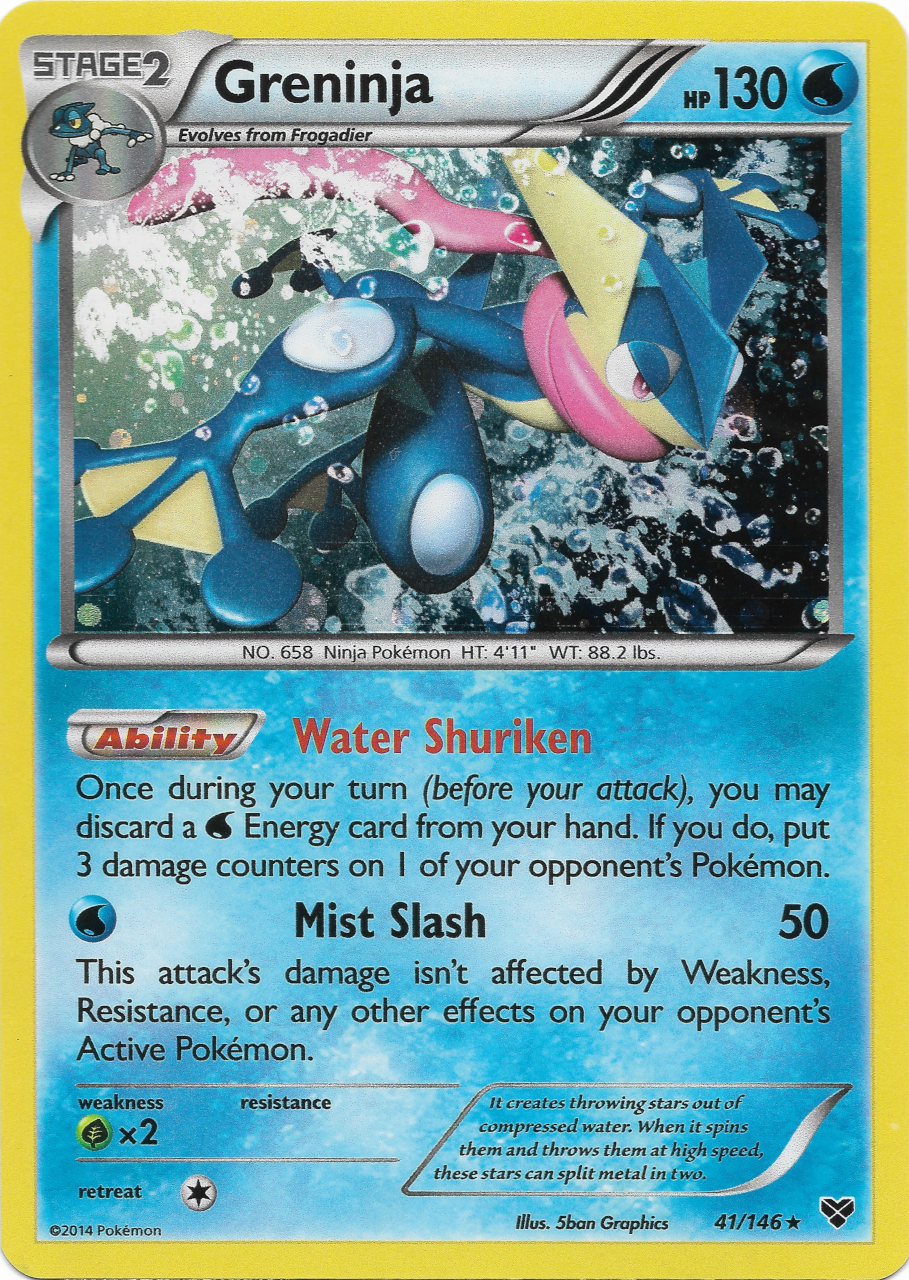 STAGE2
Greninja
HP130
Evolves from Frogadier
NO. 658 Ninja Pokémon HT: 4'11" WT: 88.2 lbs.
Ability Water Shuriken
Once during your turn (before your attack), you may
discard a Energy card from your hand. If you do, put
3 damage counters on 1 of your opponent's Pokémon.
Mist Slash 50
This attack's damage isn't affected by Weakness,
Resistance, or any other effects on your opponent's
Active Pokémon.
weakness resistance
×2
It creates throwing stars out of
compressed water. When it spins
them and throws them at high speed,
these stars can split metal in two.
retreat
©2014 Pokémon
Illus. 5ban Graphics 41/146★